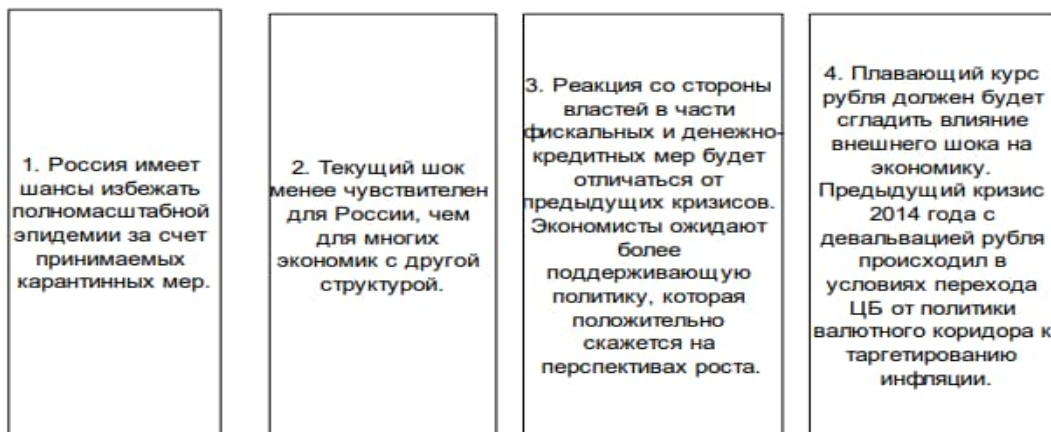 1. Россия имеет
шансы избежать
полномасштабной
эпидемии за счет
принимаемых
карантинных мер.
2. Текущий шок
менее чувствителен
для России, чем
для многих
экономик с другой
структурой.
3. Реакция со стороны
властей в части
фискальных и денежно-
кредитных мер будет
отличаться от
предыдущих кризисов.
Экономисты ожидают
более
поддерживающую
политику, которая
положительно
скажется на
перспективах роста.
4. Плавающий курс
рубля должен будет
сгладить влияние
внешнего шока на
экономику.
Предыдущий кризис
2014 года с
девальвацией рубля
происходил в
условиях перехода
ЦБ от политики
валютного коридора к
таргетированию
инфляции.